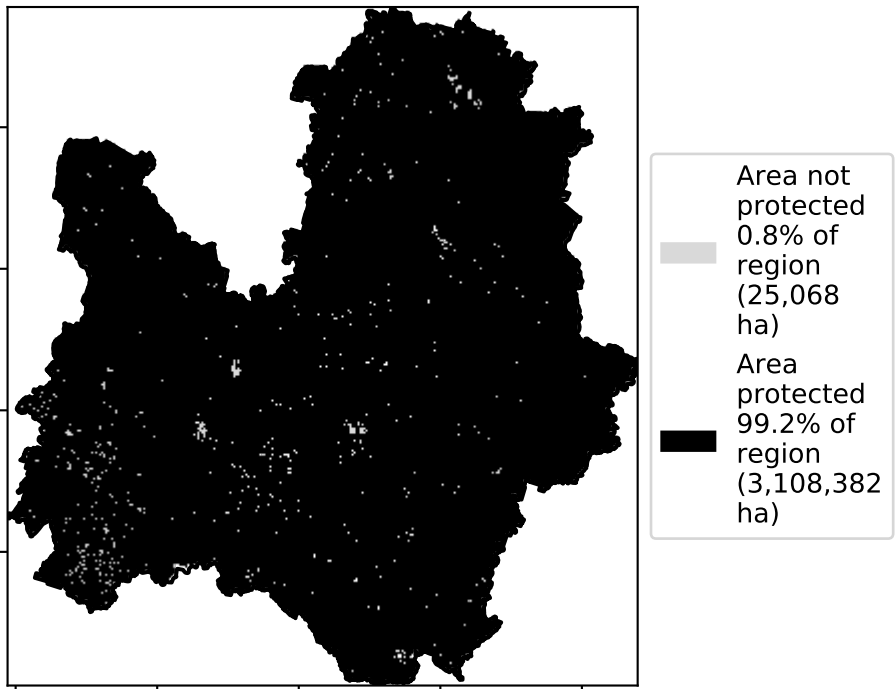 Area not
protected
0.8% of
region
(25,068
ha)
Area
protected
99.2% of
region
(3,108,382
ha)